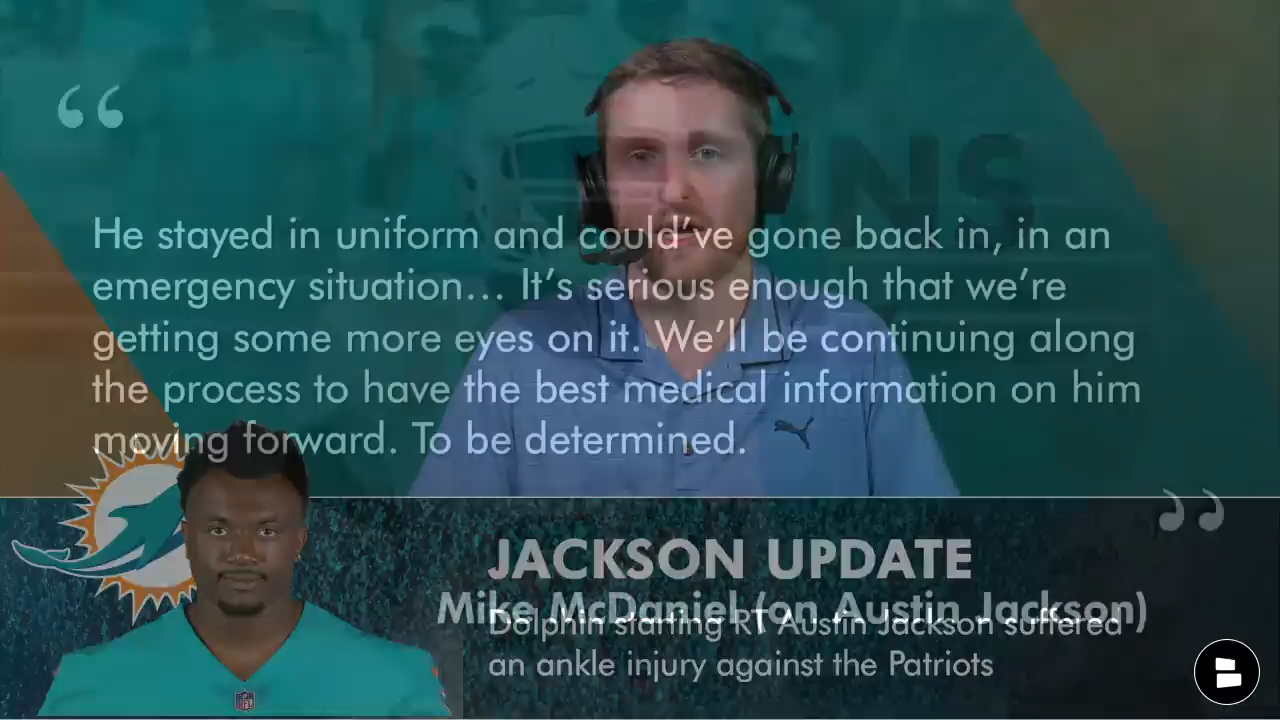 “
He stayed in uniform and could’ve gone back in, in an
emergency situation… It’s serious enough that we’re
getting some more eyes on it. We’ll be continuing along
the process to have the best medical information on him
moving forward. To be determined.
”
INS
JACKSON UPDATE
Mike McDaniel (on Austin Jackson)
Dolphin starting RT Austin Jackson suffered
an ankle injury against the Patriots